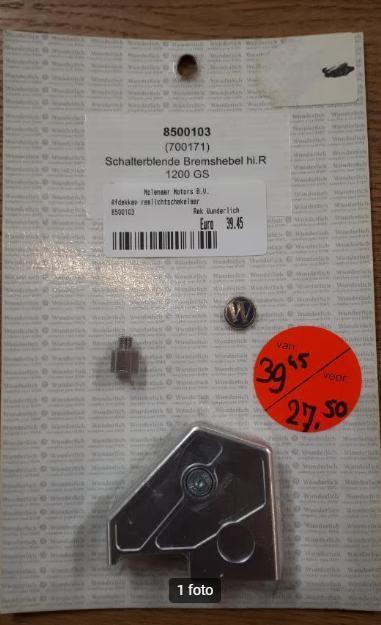 8500103
(700171)
Schalterblende Bremshebel hi.R
1200 GS
Molenaar Motors B.V.
Afdekkap remlichtschakelaar
8500103 Rek Wunderlich
Euro 39.45
W
van
39 45
voor
27,50
1 foto